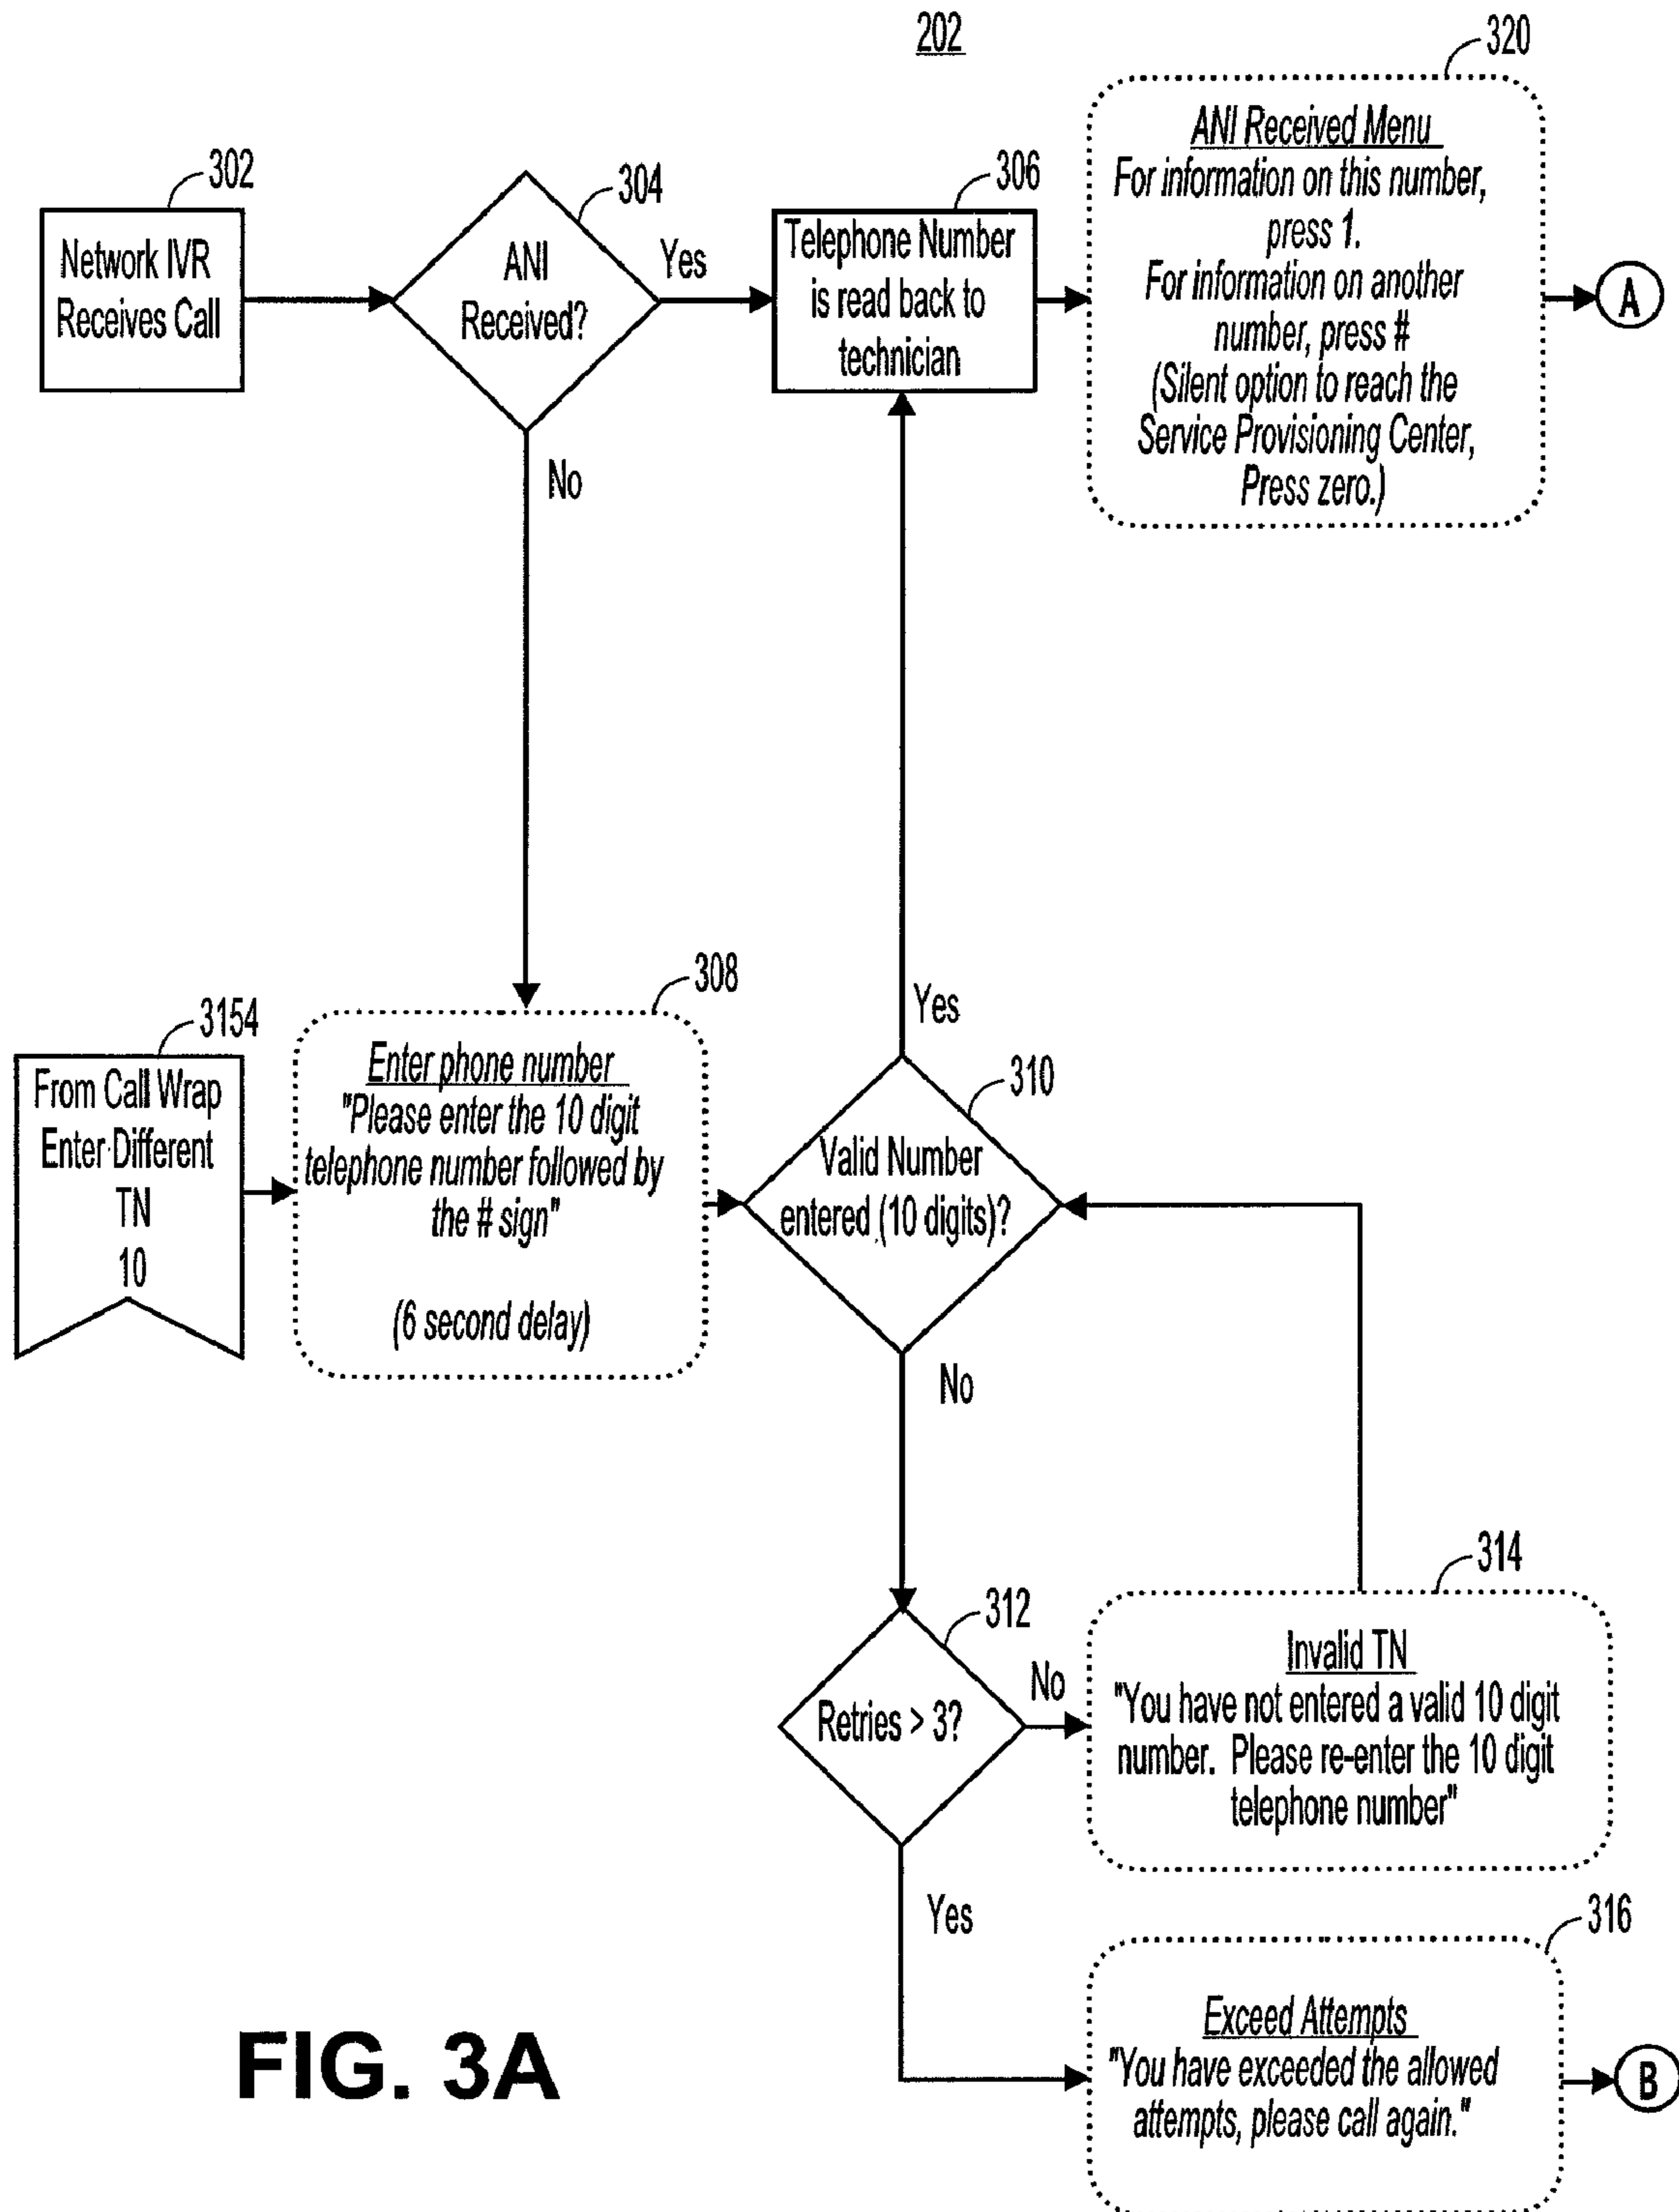 202
302
Network IVR
Receives Call
304
ANI
Received?
Yes
No
306
Telephone Number
is read back to
technician
320
ANI Received Menu
For information on this number,
press 1.
For information on another
number, press #
(Silent option to reach the
Service Provisioning Center,
Press zero.)
A
3154
From Call Wrap
Enter Different
TN
10
308
Enter phone number
"Please enter the 10 digit
telephone number followed by
the # sign"
(6 second delay)
Yes
310
Valid Number
entered (10 digits)?
No
312
Retries > 3?
No
Yes
314
Invalid TN
"You have not entered a valid 10 digit
number. Please re-enter the 10 digit
telephone number"
316
Exceed Attempts
"You have exceeded the allowed
attempts, please call again."
B
FIG. 3A